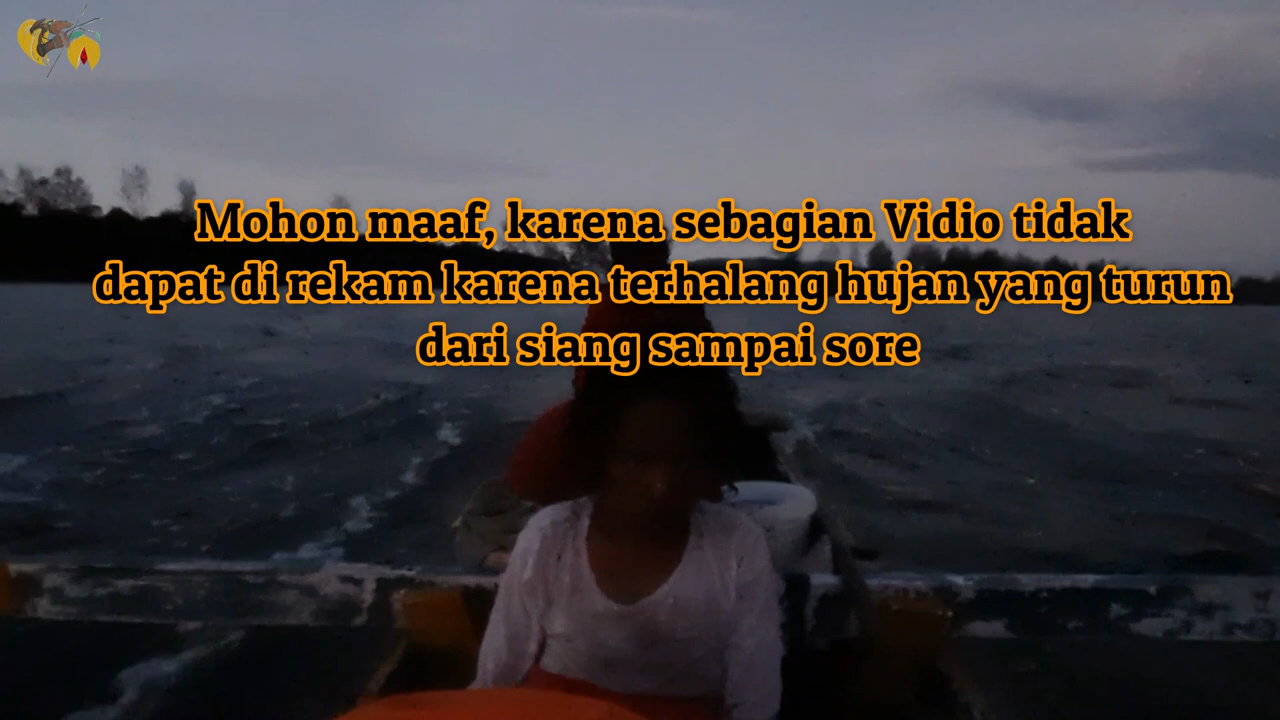 Mohon maaf, karena sebagian Vidio tidak
dapat di rekam karena terhalang hujan yang turun
dari siang sampai sore